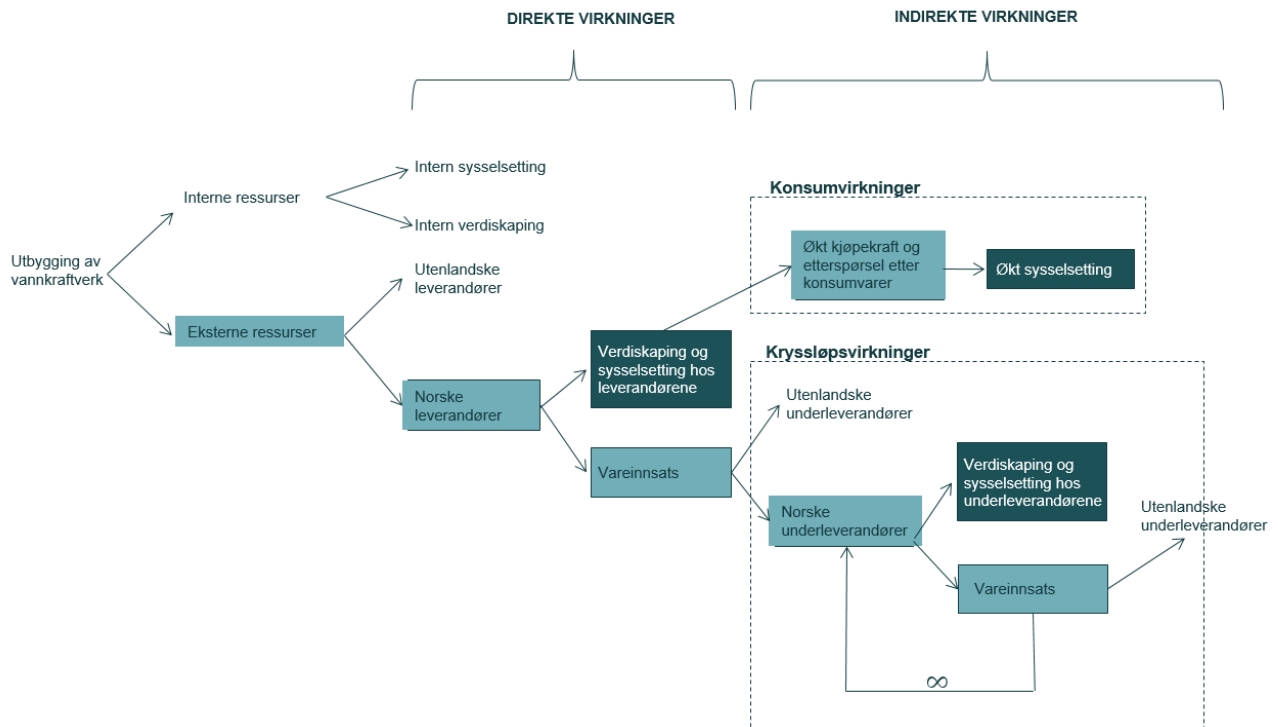 DIREKTE VIRKNINGER
INDIREKTE VIRKNINGER
Intern sysselsetting
Interne ressurser
Intern verdiskaping
Utbygging av
vannkraftverk
Utenlandske
leverandører
Eksterne ressurser
Norske
leverandører
Verdiskaping og
sysselsetting hos
leverandørene
Vareinnsats
Konsumvirkninger
Økt kjøpekraft og
etterspørsel etter
konsumvarer
Økt sysselsetting
Kryssløpsvirkninger
Utenlandske
underleverandører
Norske
underleverandører
Verdiskaping og
sysselsetting hos
underleverandørene
Vareinnsats
Utenlandske
underleverandører
∞